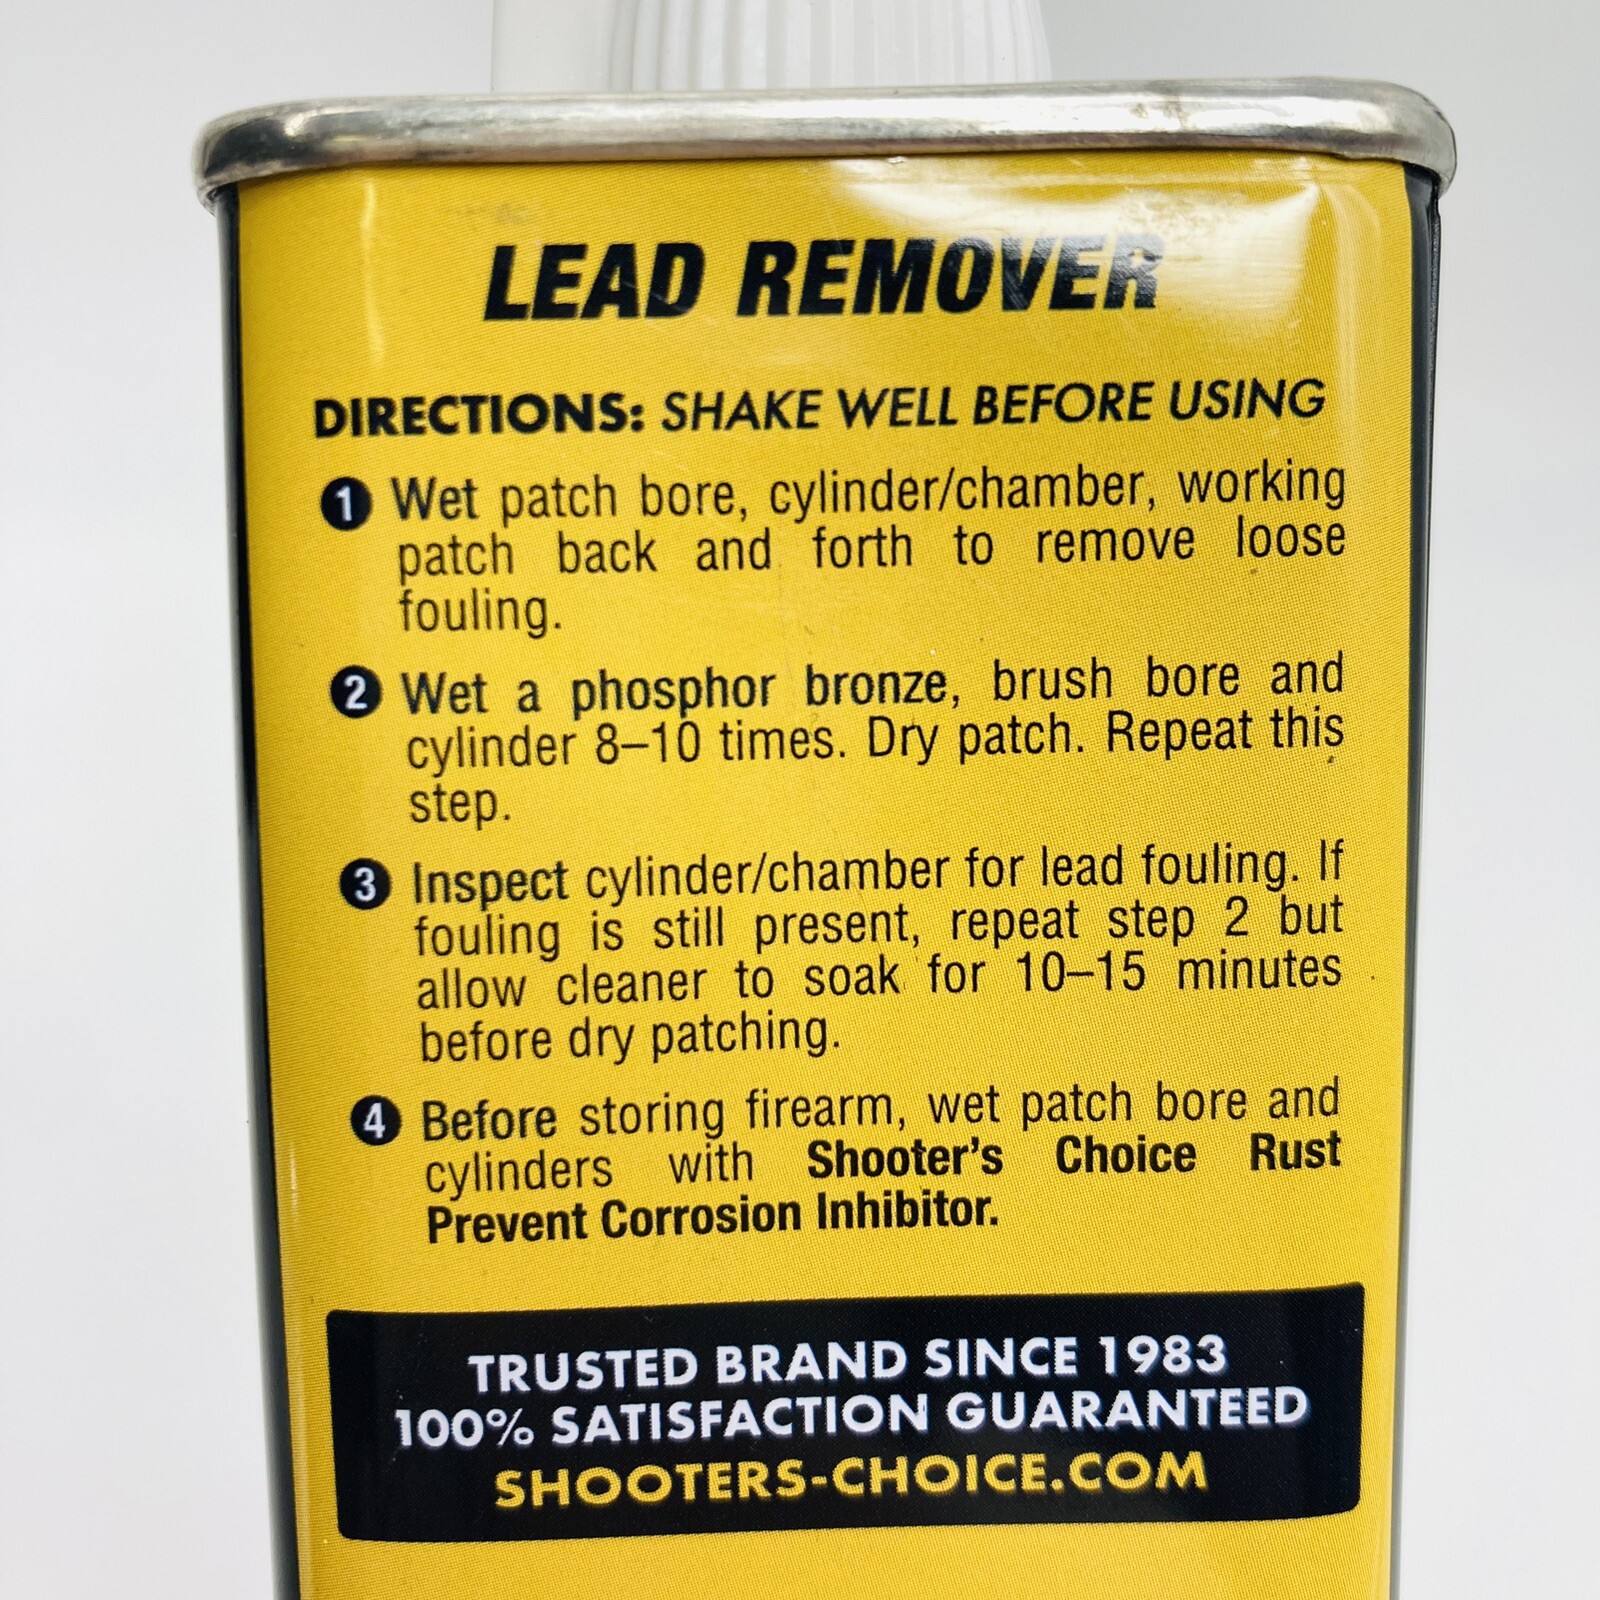 LEAD REMOVER
DIRECTIONS: SHAKE WELL BEFORE USING
1 Wet patch bore, cylinder/chamber, working
patch back and forth to remove loose
fouling.
2 Wet a phosphor bronze, brush bore and
cylinder 8–10 times. Dry patch. Repeat this
step.
3 Inspect cylinder/chamber for lead fouling. If
fouling is still present, repeat step 2 but
allow cleaner to soak for 10–15 minutes
before dry patching.
4 Before storing firearm, wet patch bore and
cylinders with Shooter's Choice Rust
Prevent Corrosion Inhibitor.
TRUSTED BRAND SINCE 1983
100% SATISFACTION GUARANTEED
SHOOTERS-CHOICE.COM